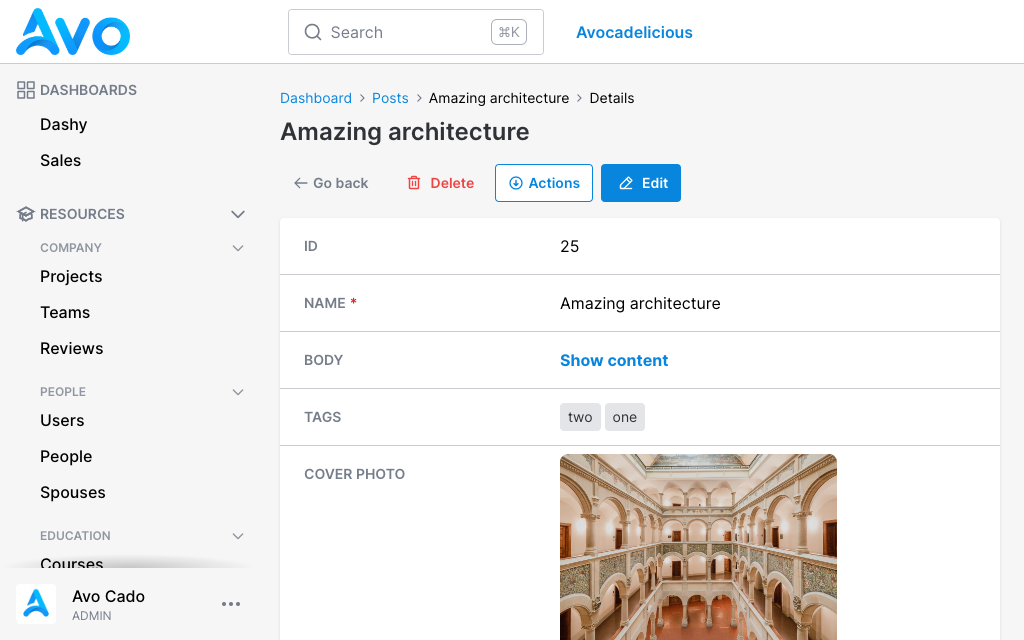 Avo
Search
⌘K
Avocadelicious
DASHBOARDS
Dashy
Sales
RESOURCES
COMPANY
Projects
Teams
Reviews
PEOPLE
Users
People
Spouses
EDUCATION
Courses
Avo Cado
ADMIN
Dashboard > Posts > Amazing architecture > Details
Amazing architecture
← Go back
Delete
Actions
Edit
ID
25
NAME *
Amazing architecture
BODY
Show content
TAGS
two one
COVER PHOTO